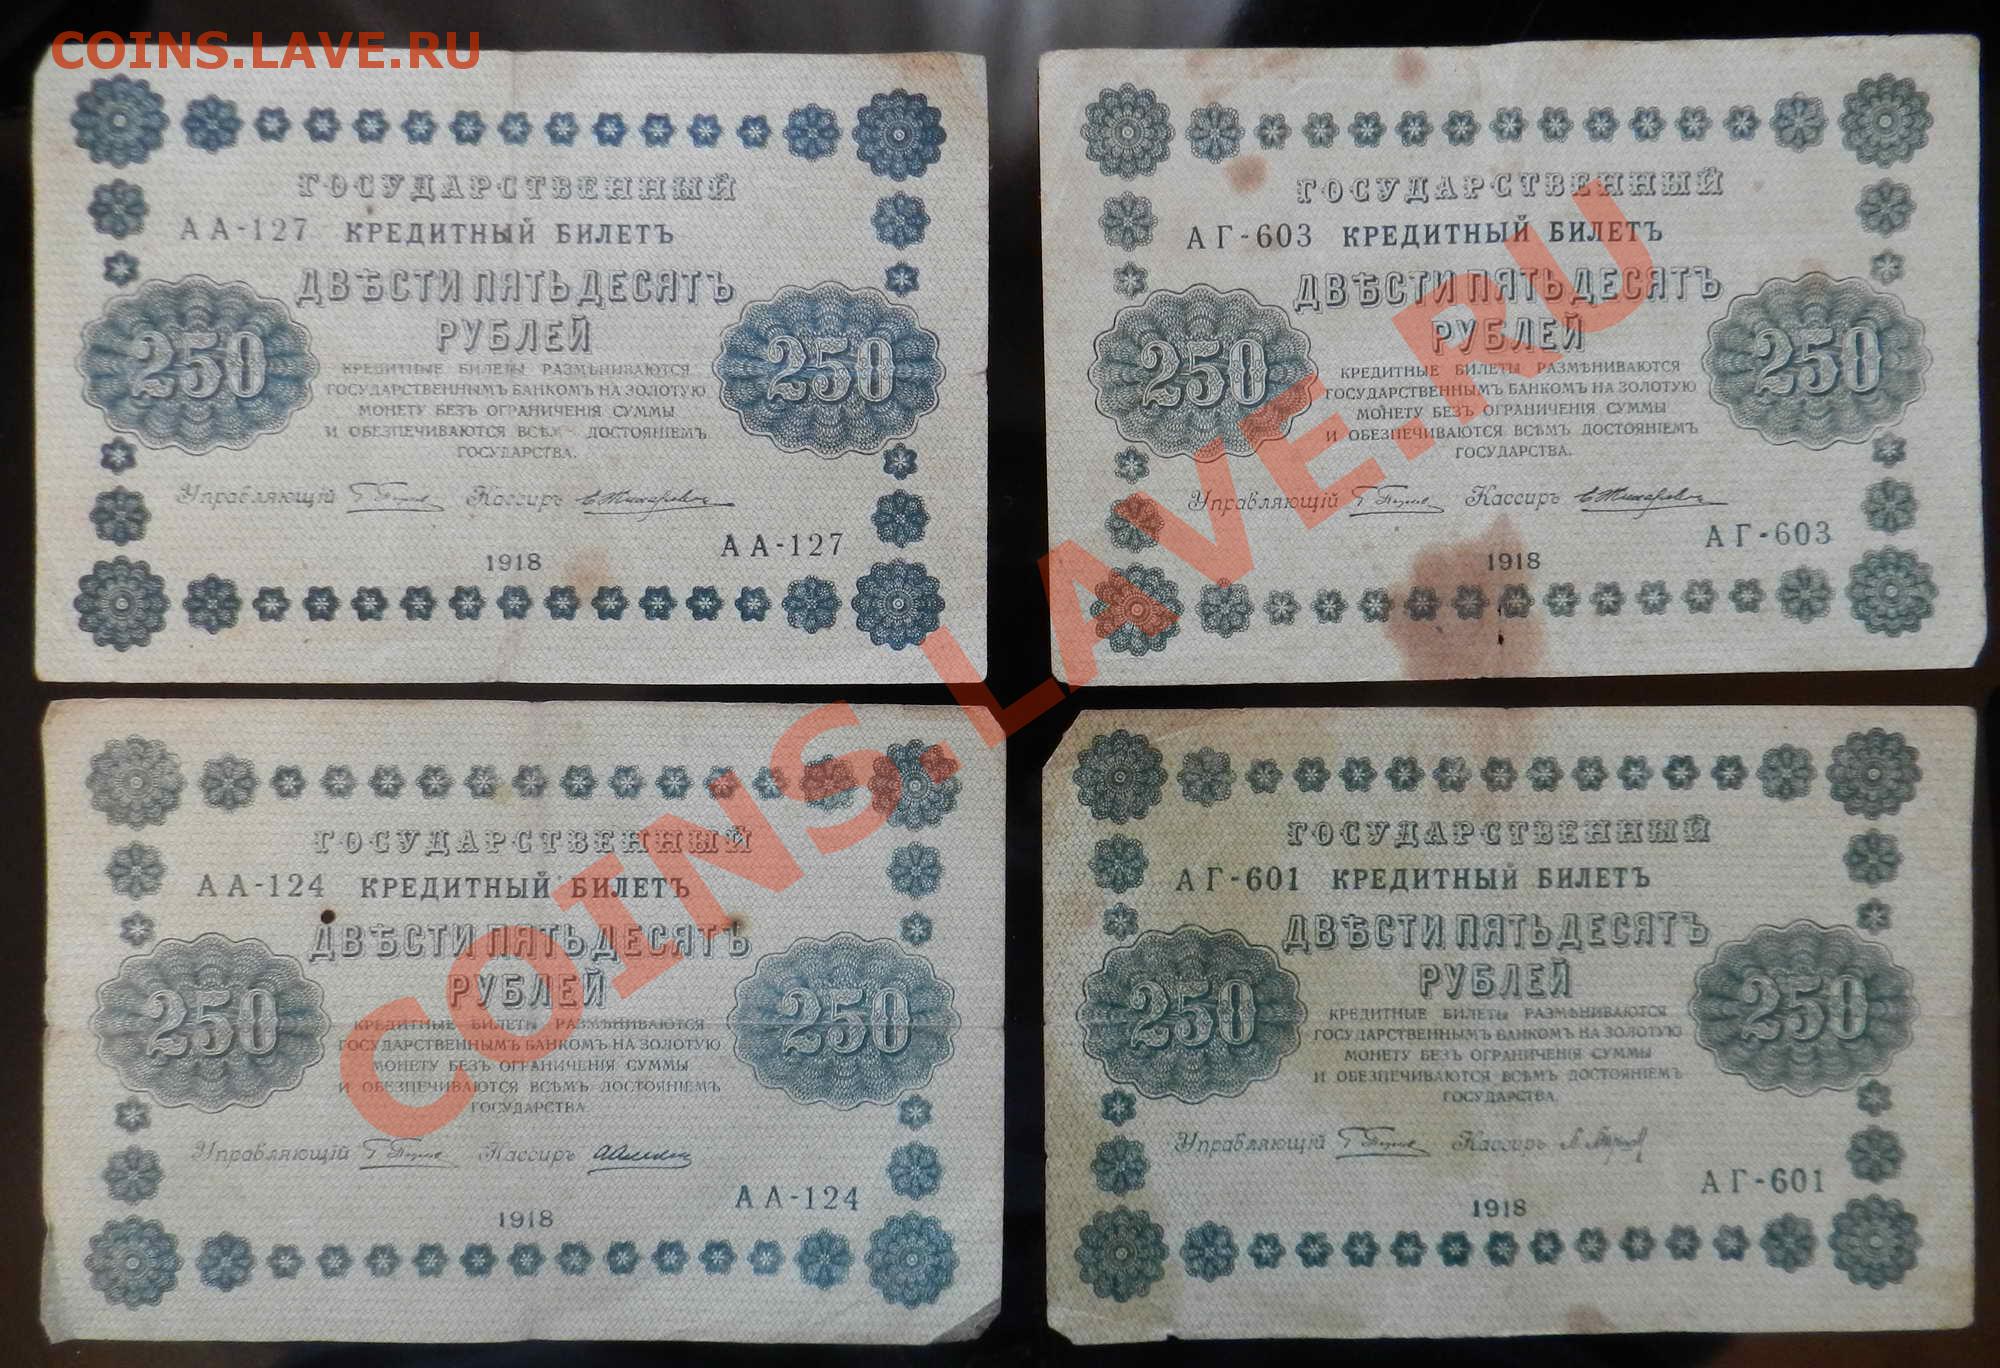 COINS.LAVE.RU
ГОСУДАРСТВЕННЫЙ
АА-127 КРЕДИТНЫЙ БИЛЕТЪ
ДВѢСТИ ПЯТЬДЕСЯТЪ
РУБЛЕЙ
250 250
КРЕДИТНЫЕ БИЛЕТЫ РАЗМѢНИВАЮТСЯ
ГОСУДАРСТВЕННЫМЪ БАНКОМЪ НА ЗОЛОТУЮ
МОНЕТУ БЕЗЪ ОГРАНИЧЕНІЯ СУММЫ
И ОБЕЗПЕЧИВАЮТСЯ ВСѢМЪ ДОСТОЯНІЕМЪ
ГОСУДАРСТВА.
Управляющій Кассиръ
АА-127
1918
ГОСУДАРСТВЕННЫЙ
АГ-603 КРЕДИТНЫЙ БИЛЕТЪ
ДВѢСТИ ПЯТЬДЕСЯТЪ
РУБЛЕЙ
250 250
КРЕДИТНЫЕ БИЛЕТЫ РАЗМѢНИВАЮТСЯ
ГОСУДАРСТВЕННЫМЪ БАНКОМЪ НА ЗОЛОТУЮ
МОНЕТУ БЕЗЪ ОГРАНИЧЕНІЯ СУММЫ
И ОБЕЗПЕЧИВАЮТСЯ ВСѢМЪ ДОСТОЯНІЕМЪ
ГОСУДАРСТВА.
Управляющій Кассиръ
АГ-603
1918
ГОСУДАРСТВЕННЫЙ
АА-124 КРЕДИТНЫЙ БИЛЕТЪ
ДВѢСТИ ПЯТЬДЕСЯТЪ
РУБЛЕЙ
250 250
КРЕДИТНЫЕ БИЛЕТЫ РАЗМѢНИВАЮТСЯ
ГОСУДАРСТВЕННЫМЪ БАНКОМЪ НА ЗОЛОТУЮ
МОНЕТУ БЕЗЪ ОГРАНИЧЕНІЯ СУММЫ
И ОБЕЗПЕЧИВАЮТСЯ ВСѢМЪ ДОСТОЯНІЕМЪ
ГОСУДАРСТВА.
Управляющій Кассиръ
АА-124
1918
ГОСУДАРСТВЕННЫЙ
АГ-601 КРЕДИТНЫЙ БИЛЕТЪ
ДВѢСТИ ПЯТЬДЕСЯТЪ
РУБЛЕЙ
250 250
КРЕДИТНЫЕ БИЛЕТЫ РАЗМѢНИВАЮТСЯ
ГОСУДАРСТВЕННЫМЪ БАНКОМЪ НА ЗОЛОТУЮ
МОНЕТУ БЕЗЪ ОГРАНИЧЕНІЯ СУММЫ
И ОБЕЗПЕЧИВАЮТСЯ ВСѢМЪ ДОСТОЯНІЕМЪ
ГОСУДАРСТВА.
Управляющій Кассиръ
АГ-601
1918
COINS.LAVE.RU